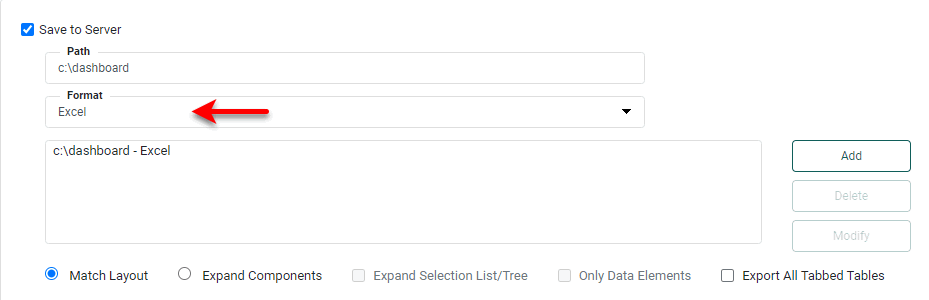 Save to Server
Path
c:\dashboard
Format
Excel
c:\dashboard - Excel
Add
Delete
Modify
Match Layout
Expand Components
Expand Selection List/Tree
Only Data Elements
Export All Tabbed Tables